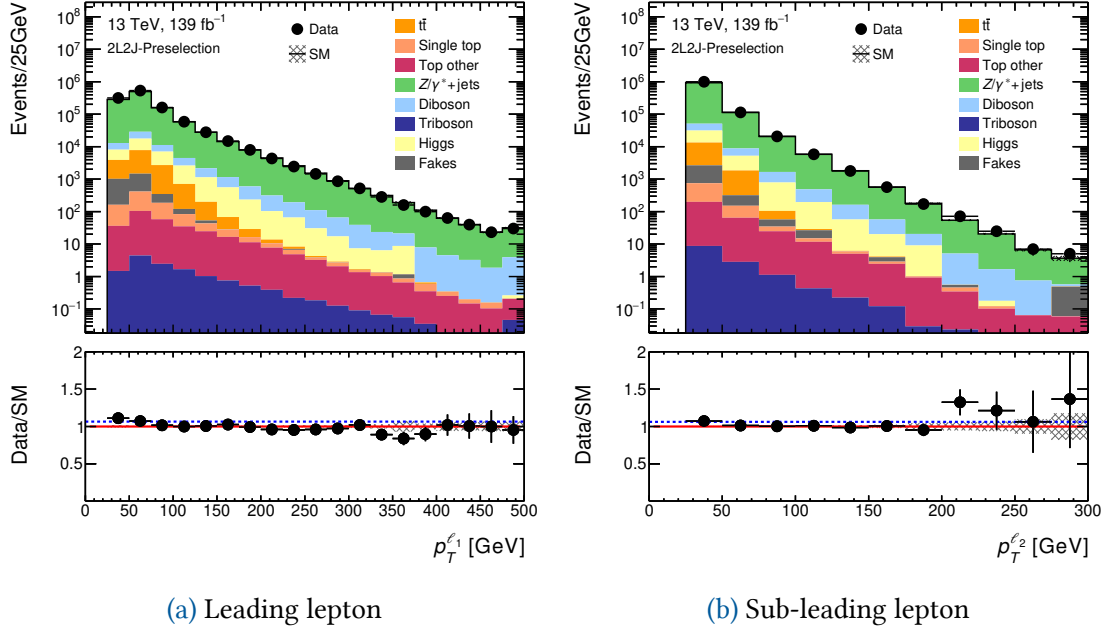 Events/25GeV
13 TeV, 139 fb⁻¹
2L2J-Preselection
Data
SM
tt̄
Single top
Top other
Z/γ*+jets
Diboson
Triboson
Higgs
Fakes
10⁸
10⁷
10⁶
10⁵
10⁴
10³
10²
10
1
10⁻¹
Data/SM
2
1.5
1
0.5
0 50 100 150 200 250 300 350 400 450 500
p_T^ℓ₁ [GeV]
(a) Leading lepton
Events/25GeV
13 TeV, 139 fb⁻¹
2L2J-Preselection
Data
SM
tt̄
Single top
Top other
Z/γ*+jets
Diboson
Triboson
Higgs
Fakes
10⁸
10⁷
10⁶
10⁵
10⁴
10³
10²
10
1
10⁻¹
Data/SM
2
1.5
1
0.5
0 50 100 150 200 250 300
p_T^ℓ₂ [GeV]
(b) Sub-leading lepton